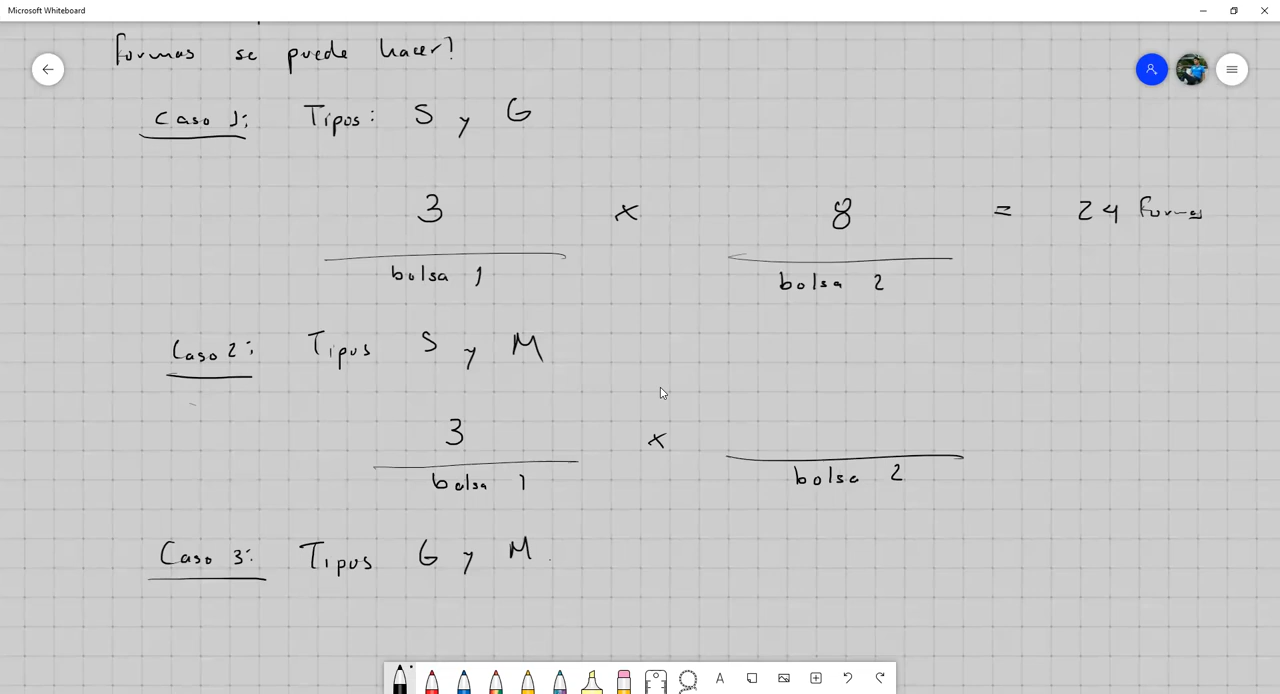 Microsoft Whiteboard
formas se puede hacer?
Caso 1: Tipos: S y G
3 x 8 = 24 formas
bolsa 1 bolsa 2
Caso 2: Tipos S y M
3 x
bolsa 1 bolsa 2
Caso 3: Tipos G y M
A